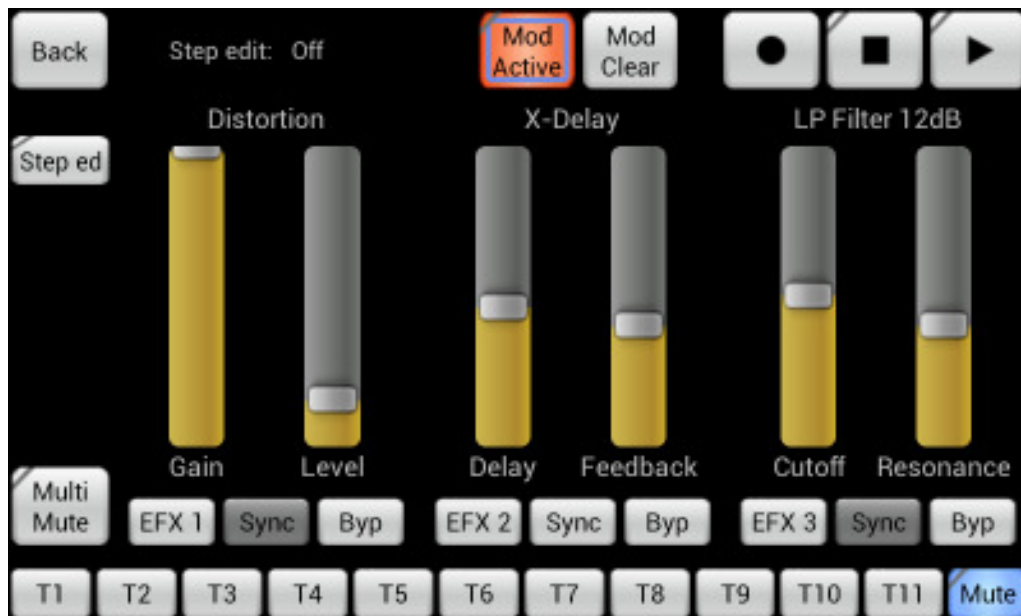 Back
Step edit: Off
Mod Active
Mod Clear
Distortion
X-Delay
LP Filter 12dB
Step ed
Gain
Level
Delay
Feedback
Cutoff
Resonance
Multi Mute
EFX 1
Sync
Byp
EFX 2
Sync
Byp
EFX 3
Sync
Byp
T1
T2
T3
T4
T5
T6
T7
T8
T9
T10
T11
Mute